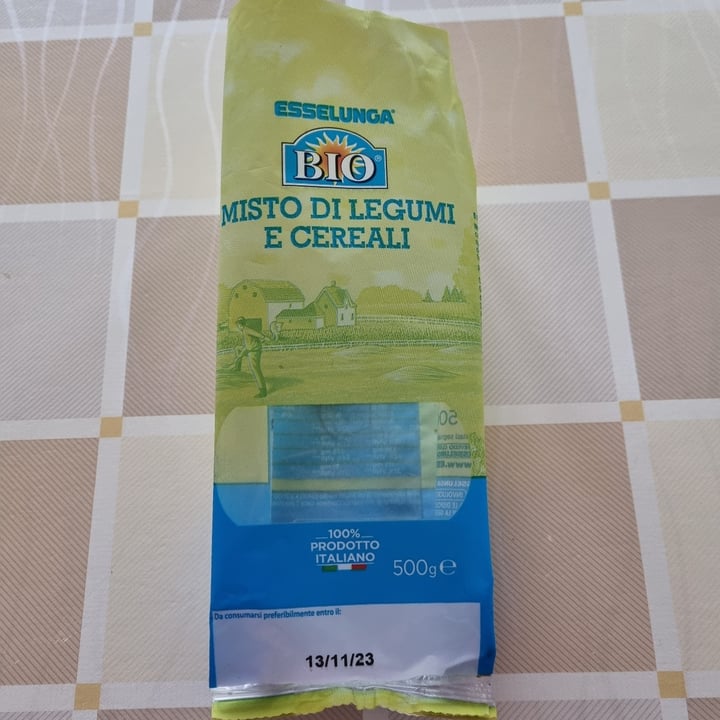 ESSELUNGA®
BIO®
MISTO DI LEGUMI
E CEREALI
100%
PRODOTTO
ITALIANO
500g e
Da consumarsi preferibilmente entro il:
13/11/23